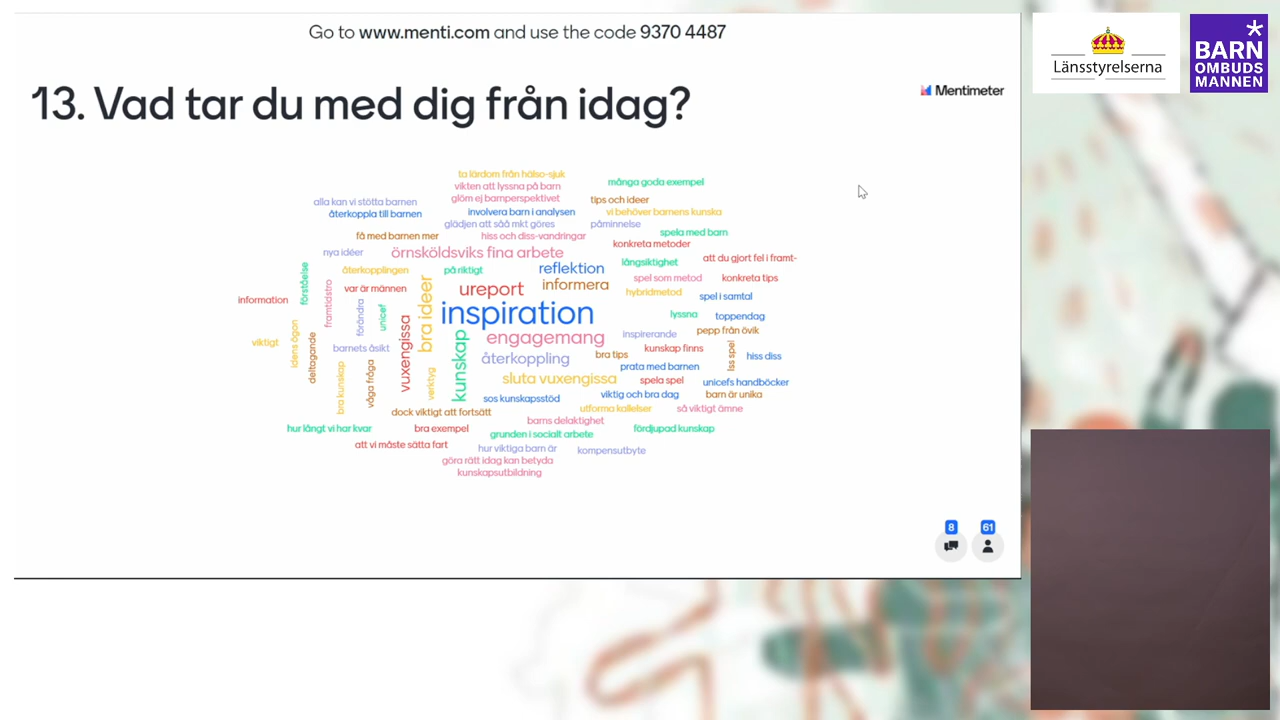 Go to www.menti.com and use the code 9370 4487
13. Vad tar du med dig från idag?
Mentimeter
Länsstyrelserna
BARN
OMBUDS
MANNEN
ta lärdom från hälso-sjuk
vikten att lyssna på barn
många goda exempel
glöm ej barnperspektivet
tips och ideer
alla kan vi stötta barnen
återkoppla till barnen
involvera barn i analysen
vi behöver barnens kunska
glädjen att såå mkt göres
påminnelse
få med barnen mer
hiss och diss-vandringar
spela med barn
konkreta metoder
nya idéer
örnsköldsviks fina arbete
långsiktighet
att du gjort fel i framt-
förståelse
återkopplingen
på riktigt
reflektion
spel som metod
konkreta tips
framtidstro
var är männen
ureport
informera
hybridmetod
spel i samtal
information
förändra
unicef
bra ideer
inspiration
lyssna
toppendag
viktigt
idens ögon
deltagande
barnets åsikt
vuxengissa
kunskap
engagemang
inspirerande
pepp från övik
återkoppling
bra tips
kunskap finns
lss spel
hiss diss
bra kunskap
våga fråga
verktyg
sluta vuxengissa
prata med barnen
spela spel
unicefs handböcker
sos kunskapsstöd
viktig och bra dag
barn är unika
dock viktigt att fortsätt
utforma kallelser
så viktigt ämne
hur långt vi har kvar
bra exempel
barns delaktighet
grunden i socialt arbete
fördjupad kunskap
att vi måste sätta fart
hur viktiga barn är
kompensutbyte
göra rätt idag kan betyda
kunskapsutbildning
8
61